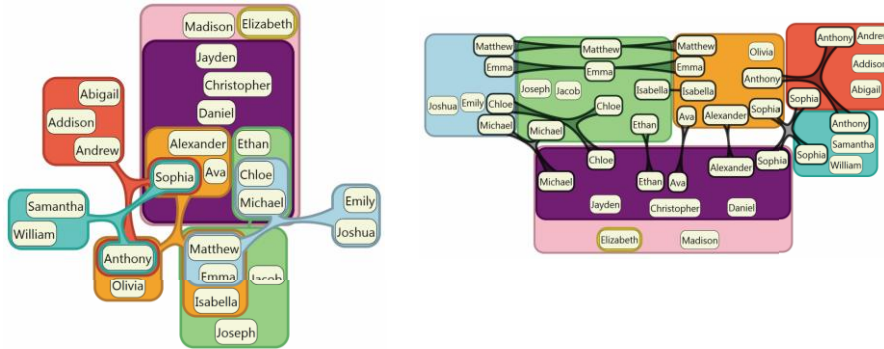 Madison
Elizabeth
Jayden
Christopher
Daniel
Abigail
Addison
Andrew
Alexander
Ethan
Sophia
Ava
Chloe
Michael
Samantha
William
Emily
Joshua
Anthony
Matthew
Olivia
Emma
Jacob
Isabella
Joseph
Matthew
Matthew
Matthew
Anthony
Andrew
Emma
Emma
Emma
Olivia
Addison
Joseph
Jacob
Isabella
Isabella
Anthony
Abigail
Joshua
Emily
Chloe
Chloe
Michael
Michael
Ethan
Ava
Alexander
Sophia
Sophia
Anthony
Samantha
Chloe
Sophia
Sophia
William
Michael
Ethan
Ava
Alexander
Jayden
Christopher
Daniel
Elizabeth
Madison